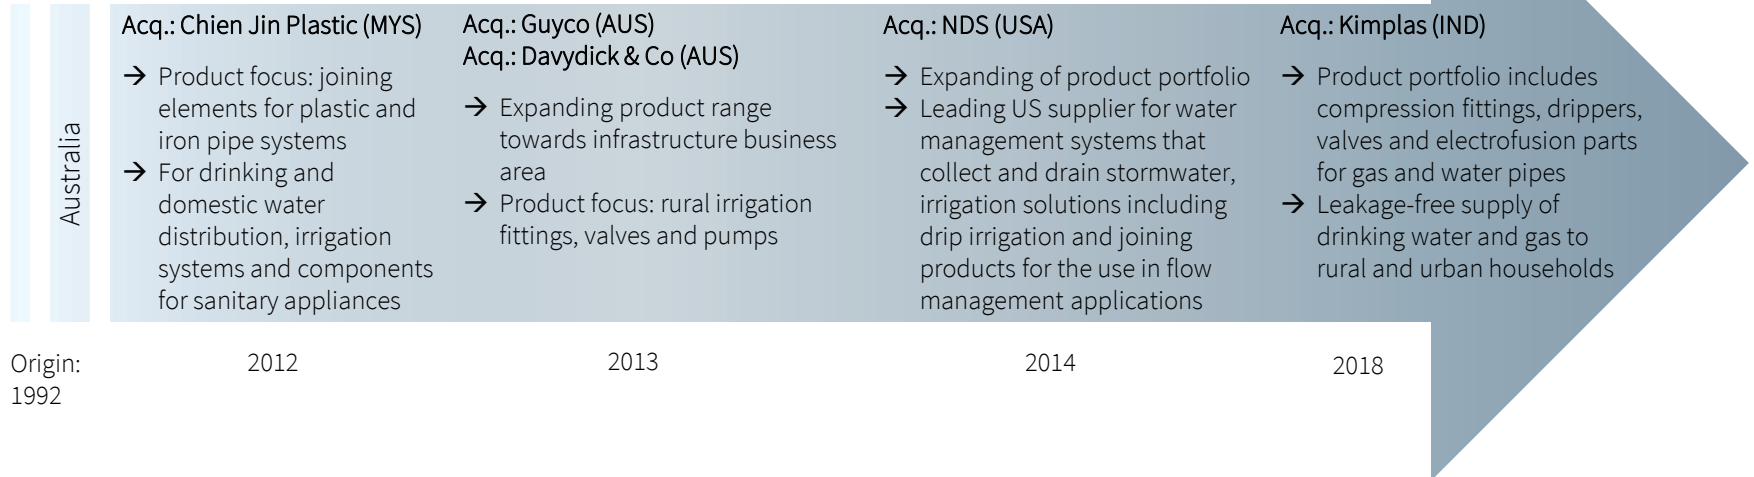 Australia
Acq.: Chien Jin Plastic (MYS)
→ Product focus: joining
elements for plastic and
iron pipe systems
→ For drinking and
domestic water
distribution, irrigation
systems and components
for sanitary appliances
Acq.: Guyco (AUS)
Acq.: Davydick & Co (AUS)
→ Expanding product range
towards infrastructure business
area
→ Product focus: rural irrigation
fittings, valves and pumps
Acq.: NDS (USA)
→ Expanding of product portfolio
→ Leading US supplier for water
management systems that
collect and drain stormwater,
irrigation solutions including
drip irrigation and joining
products for the use in flow
management applications
Acq.: Kimplas (IND)
→ Product portfolio includes
compression fittings, drippers,
valves and electrofusion parts
for gas and water pipes
→ Leakage-free supply of
drinking water and gas to
rural and urban households
Origin:
1992
2012
2013
2014
2018